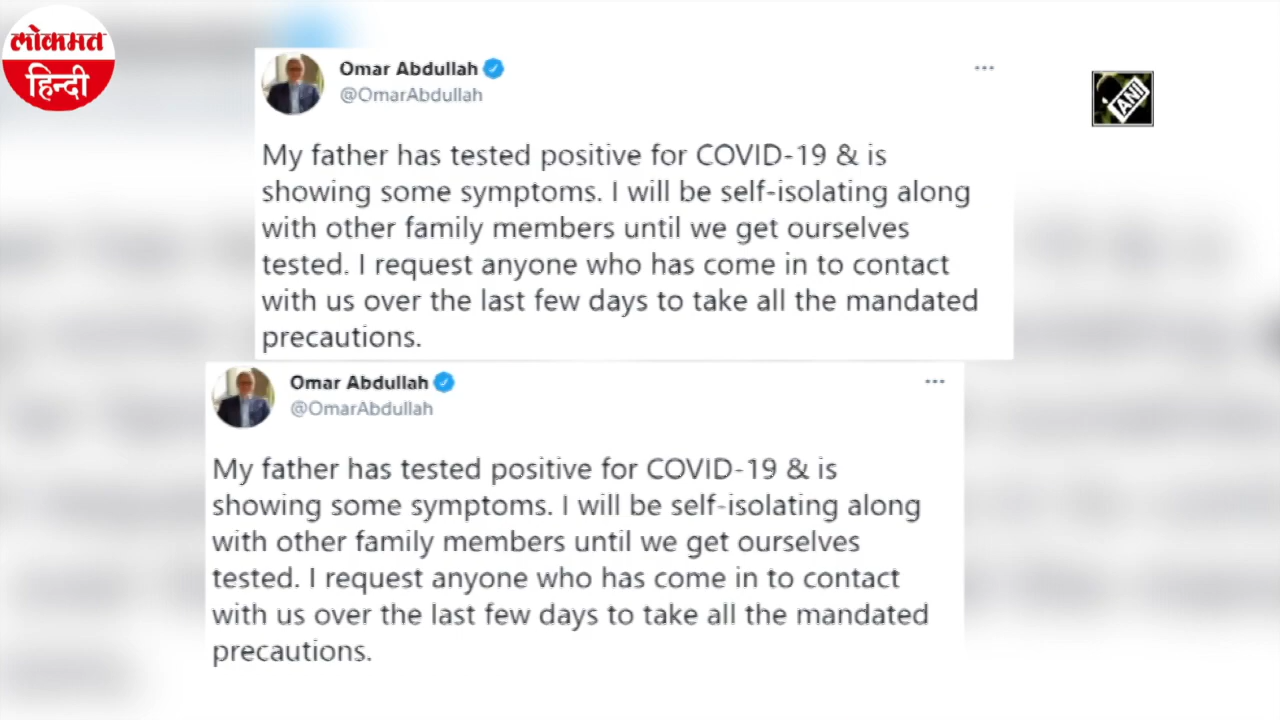 लोकमत
हिन्दी
ANI
Omar Abdullah
@OmarAbdullah
My father has tested positive for COVID-19 & is
showing some symptoms. I will be self-isolating along
with other family members until we get ourselves
tested. I request anyone who has come in to contact
with us over the last few days to take all the mandated
precautions.
Omar Abdullah
@OmarAbdullah
My father has tested positive for COVID-19 & is
showing some symptoms. I will be self-isolating along
with other family members until we get ourselves
tested. I request anyone who has come in to contact
with us over the last few days to take all the mandated
precautions.